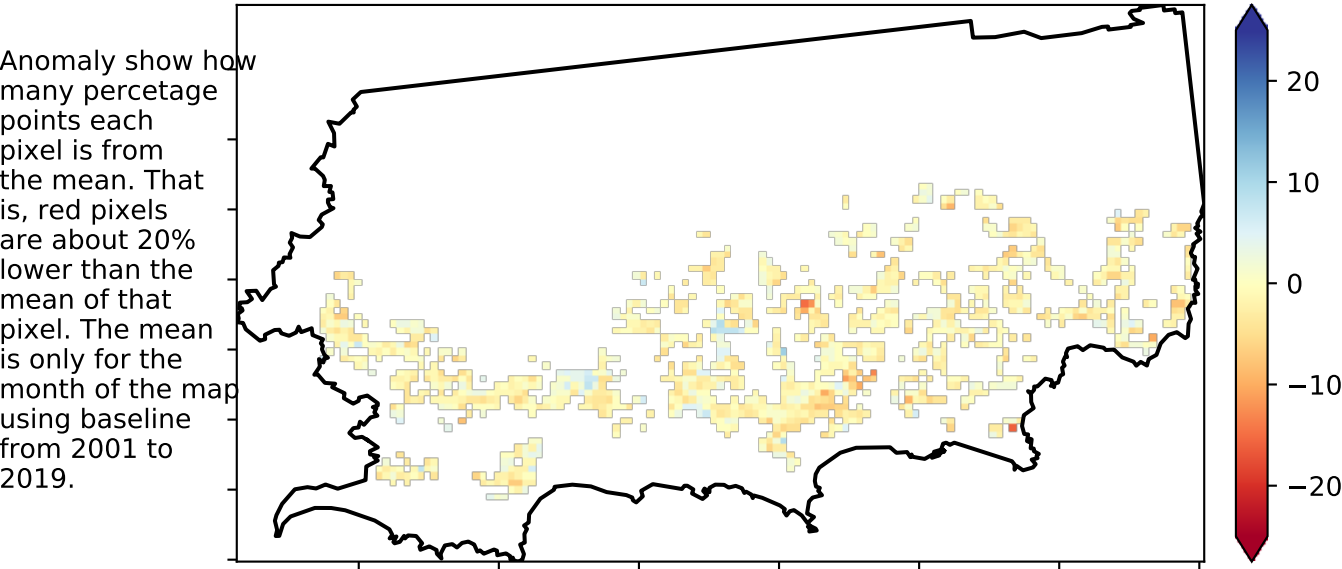 Anomaly show how
many percetage
points each
pixel is from
the mean. That
is, red pixels
are about 20%
lower than the
mean of that
pixel. The mean
is only for the
month of the map
using baseline
from 2001 to
2019.
20
10
0
−10
−20